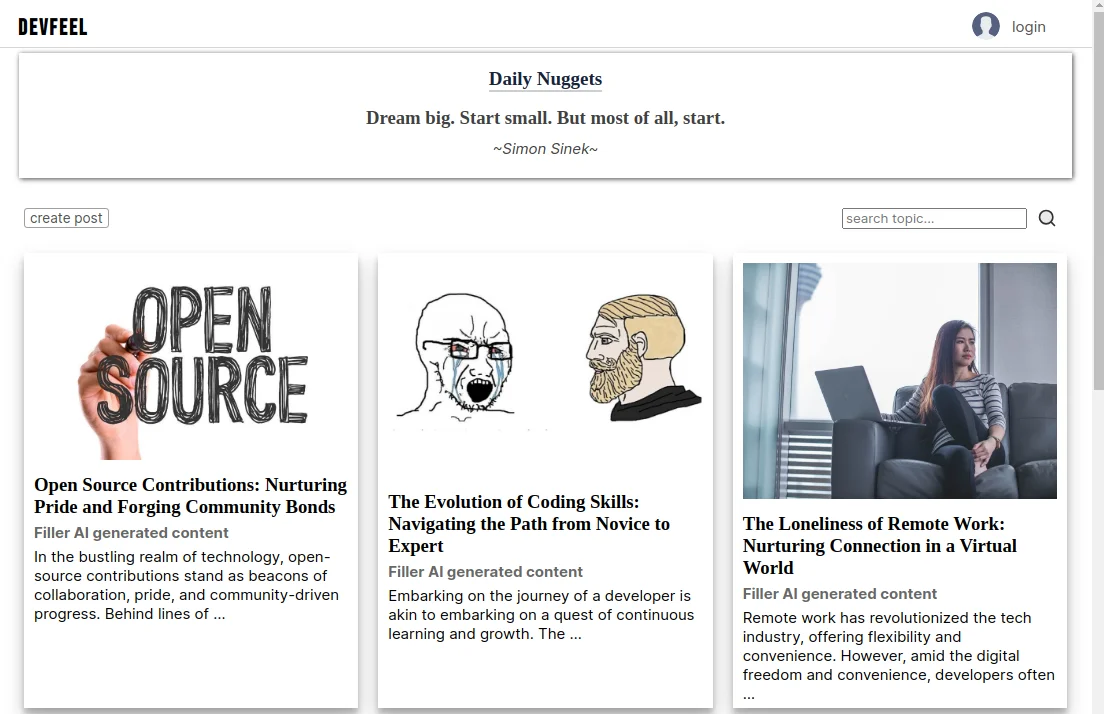 DEVFEEL
login
Daily Nuggets
Dream big. Start small. But most of all, start.
~Simon Sinek~
create post
search topic...
OPEN
SOURCE
Open Source Contributions: Nurturing
Pride and Forging Community Bonds
Filler AI generated content
In the bustling realm of technology, open-
source contributions stand as beacons of
collaboration, pride, and community-driven
progress. Behind lines of ...
The Evolution of Coding Skills:
Navigating the Path from Novice to
Expert
Filler AI generated content
Embarking on the journey of a developer is
akin to embarking on a quest of continuous
learning and growth. The ...
The Loneliness of Remote Work:
Nurturing Connection in a Virtual
World
Filler AI generated content
Remote work has revolutionized the tech
industry, offering flexibility and
convenience. However, amid the digital
freedom and convenience, developers often
...